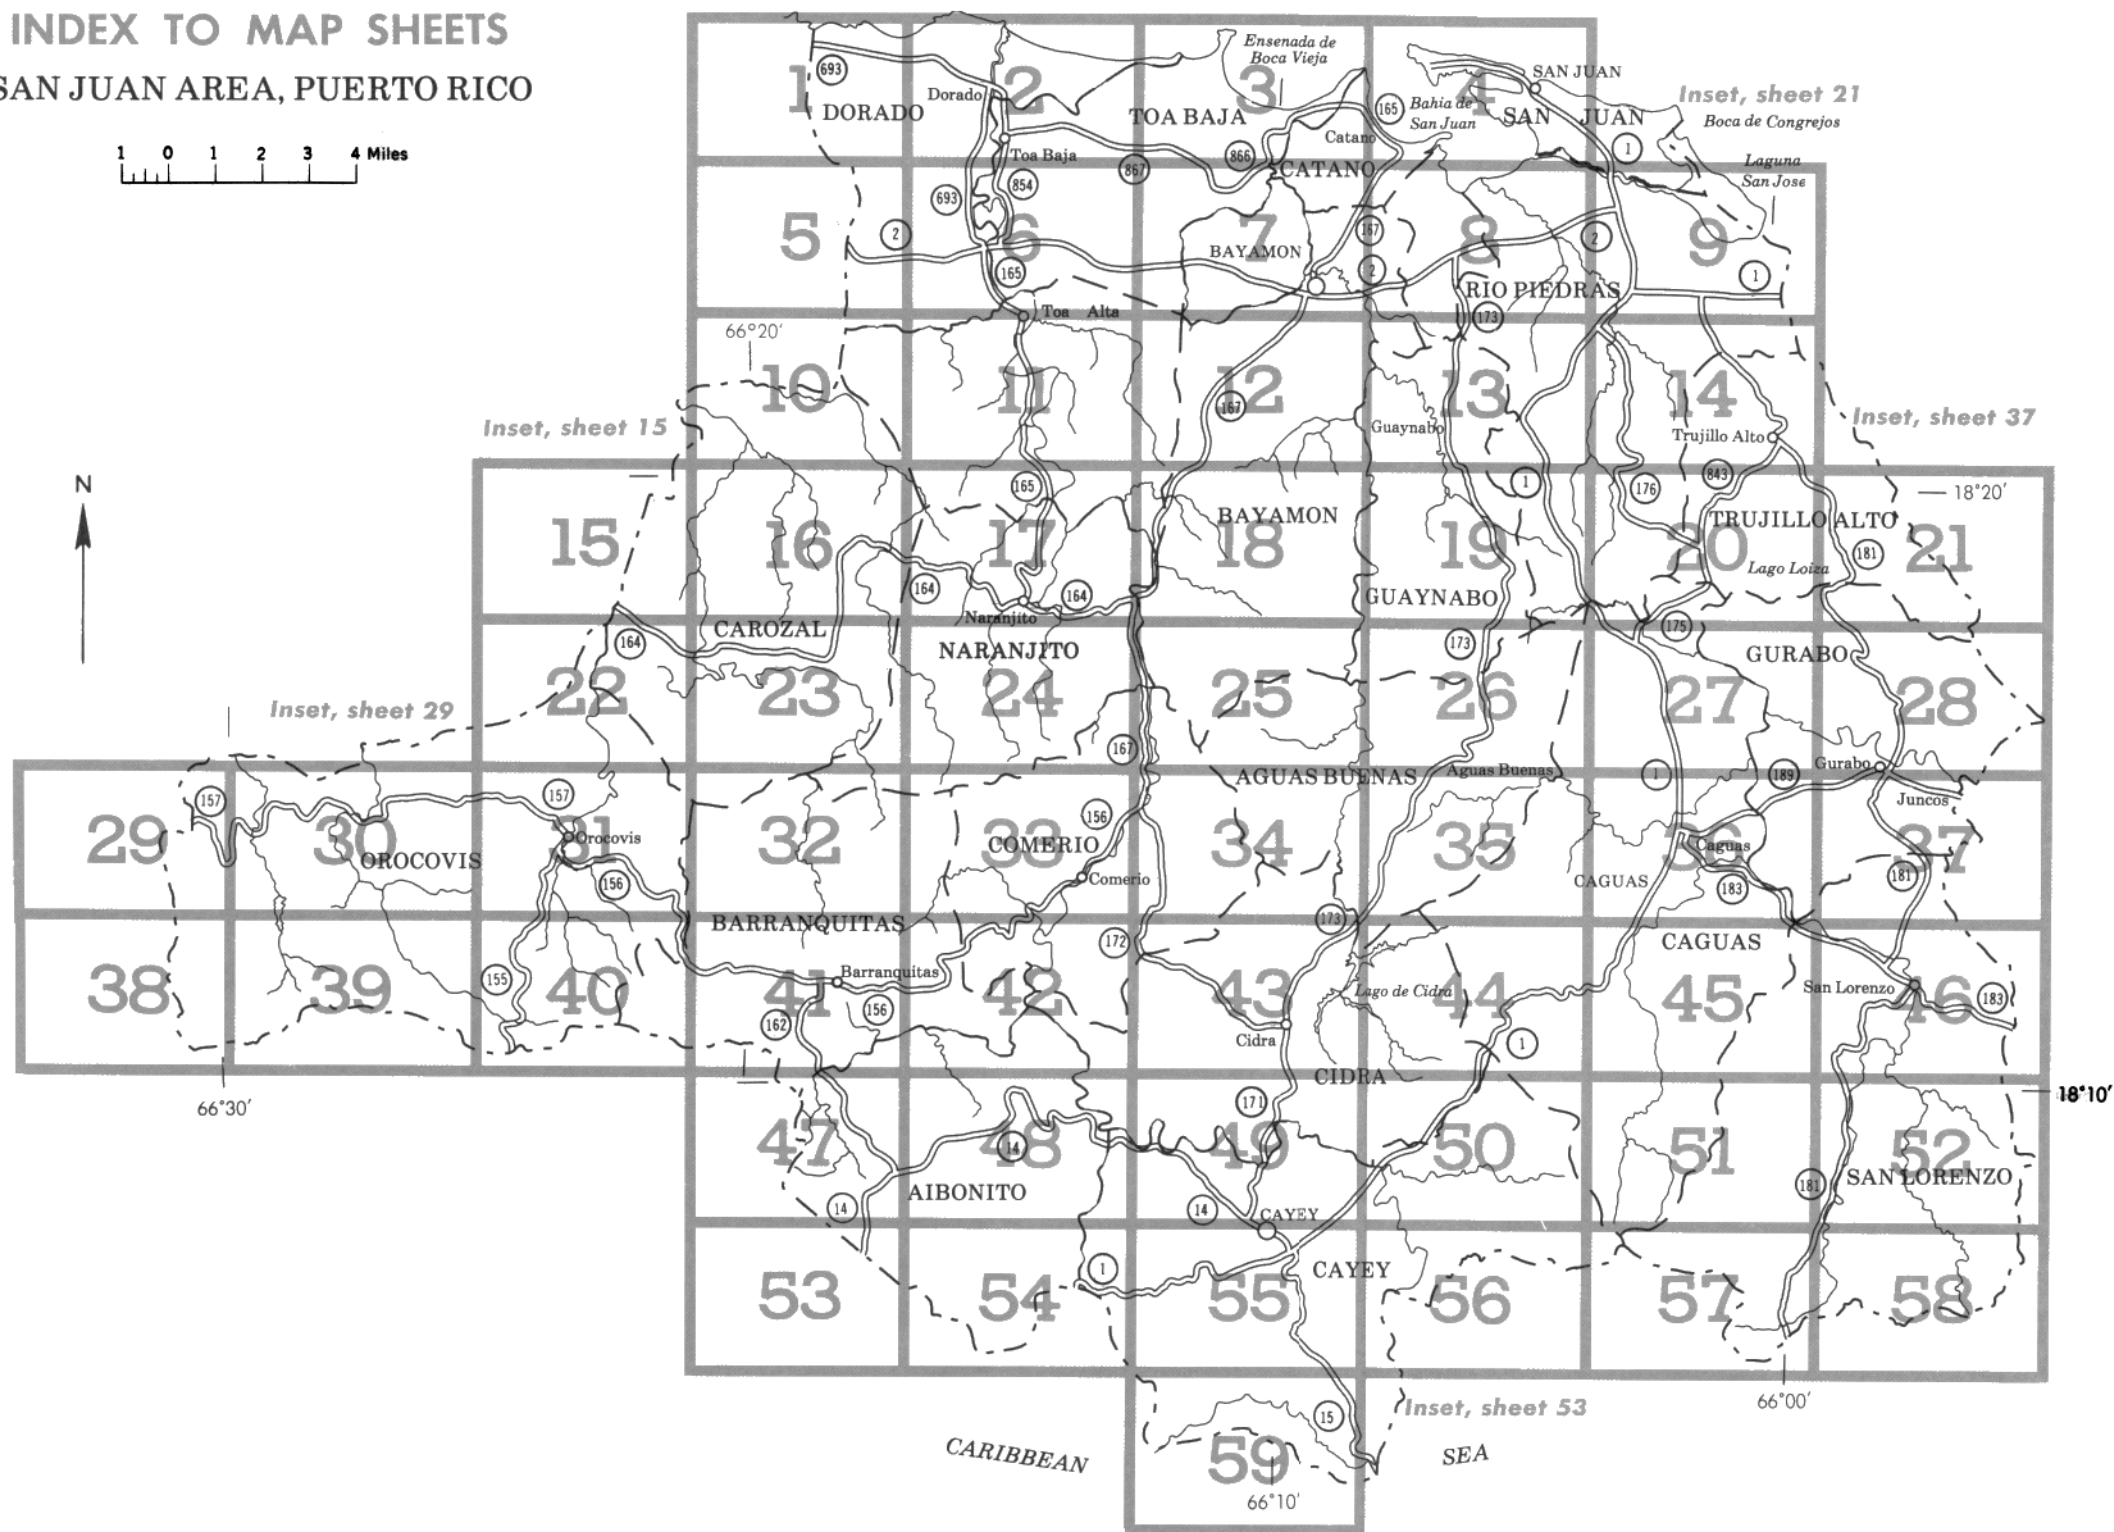 INDEX TO MAP SHEETS
SAN JUAN AREA, PUERTO RICO
1 0 1 2 3 4 Miles
N
Ensenada de
Boca Vieja
SAN JUAN
Inset, sheet 21
Boca de Congrejos
693
1
2
3
4
Dorado
DORADO
TOA BAJA
165
Bahia de
San Juan
SAN JUAN
Catano
1
Toa Baja
866
867
CATANO
Laguna
San Jose
854
693
5
2
6
7
167
8
2
9
BAYAMON
165
2
1
RIO PIEDRAS
Toa Alta
173
66°20'
10
11
12
167
13
14
Inset, sheet 15
Guaynabo
Trujillo Alto
Inset, sheet 37
165
1
176
843
18°20'
BAYAMON
TRUJILLO ALTO
15
16
17
18
19
20
181
21
Lago Loiza
164
164
GUAYNABO
Naranjito
CAROZAL
164
NARANJITO
173
175
GURABO
22
23
24
25
26
27
28
Inset, sheet 29
167
AGUAS BUENAS
Aguas Buenas
1
189
Gurabo
157
157
Juncos
156
29
30
31
Orocovis
32
33
COMERIO
34
35
36
Caguas
37
OROCOVIS
156
Comerio
CAGUAS
183
181
BARRANQUITAS
173
172
CAGUAS
38
39
155
40
41
Barranquitas
42
43
Lago de Cidra
44
45
San Lorenzo
46
183
156
162
Cidra
1
CIDRA
66°30'
18°10'
171
47
48
14
49
50
51
52
AIBONITO
SAN LORENZO
181
14
14
CAYEY
1
CAYEY
53
54
55
56
57
58
66°00'
15
Inset, sheet 53
CARIBBEAN
SEA
59
66°10'